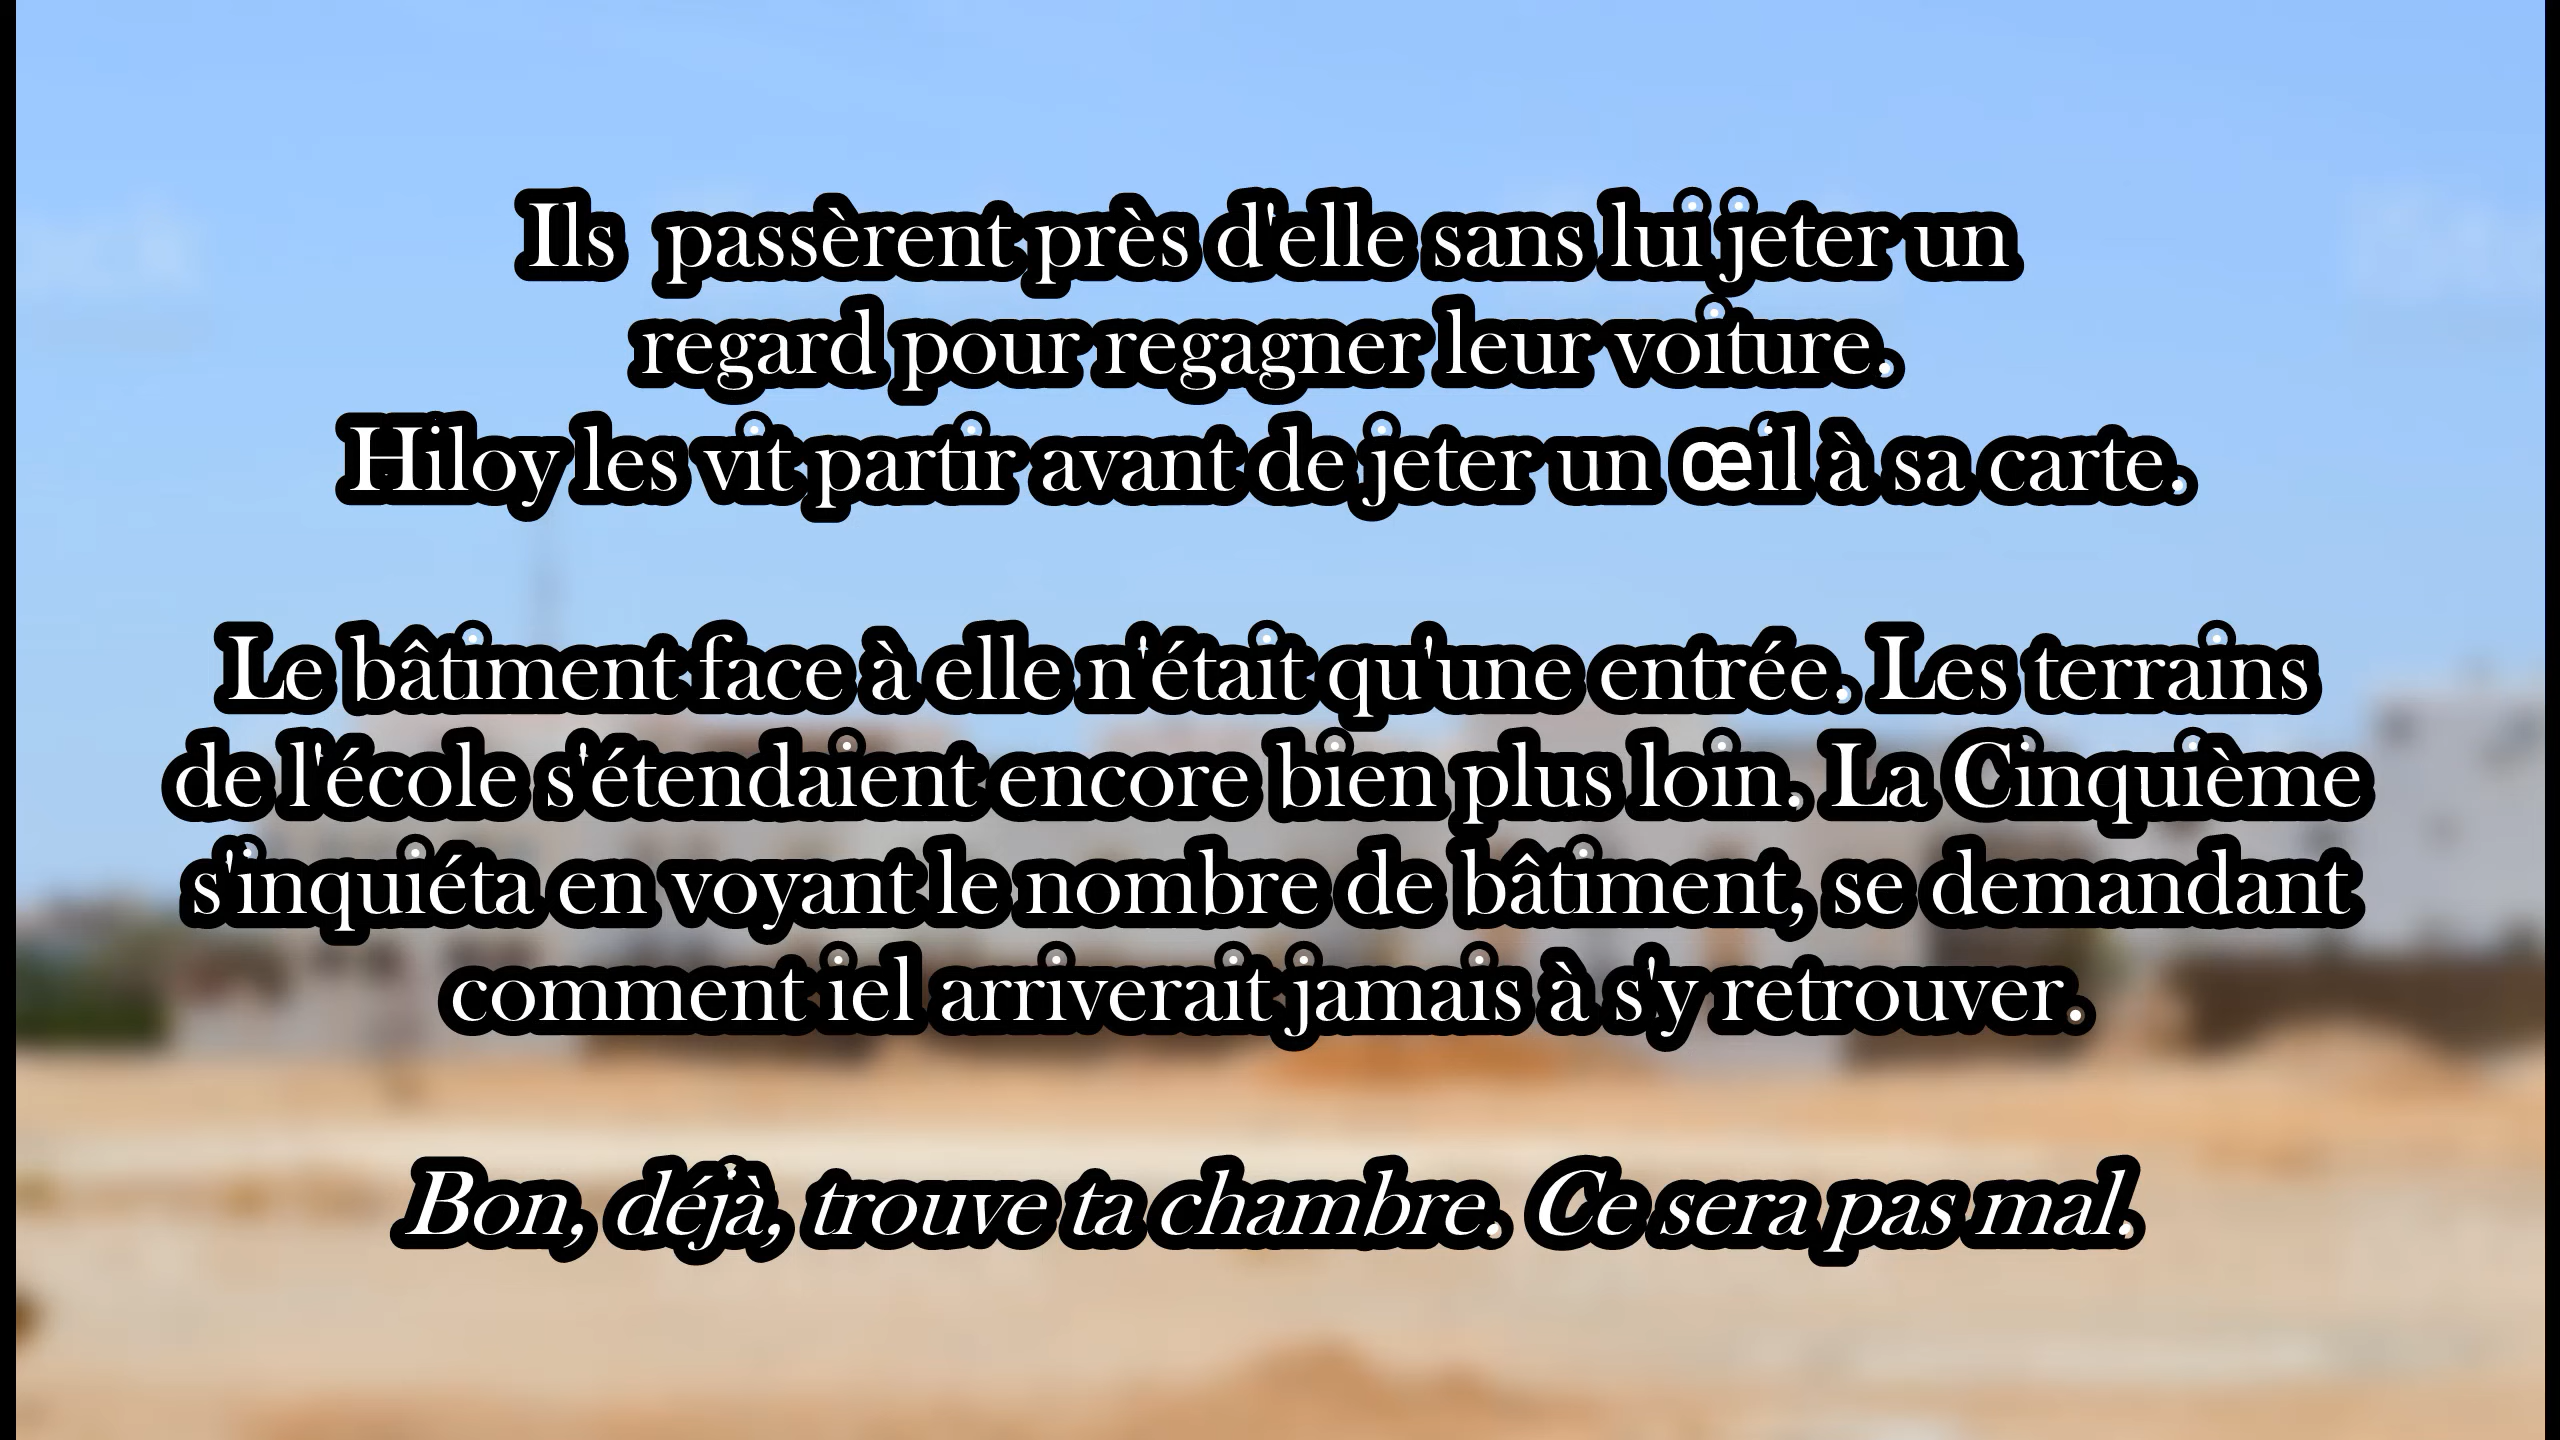 Ils  passèrent près d'elle sans lui jeter un
regard pour regagner leur voiture.
Hiloy les vit partir avant de jeter un œil à sa carte.
Le bâtiment face à elle n'était qu'une entrée. Les terrains
de l'école s'étendaient encore bien plus loin. La Cinquième
s'inquiéta en voyant le nombre de bâtiment, se demandant
comment iel arriverait jamais à s'y retrouver.
Bon, déjà, trouve ta chambre. Ce sera pas mal.